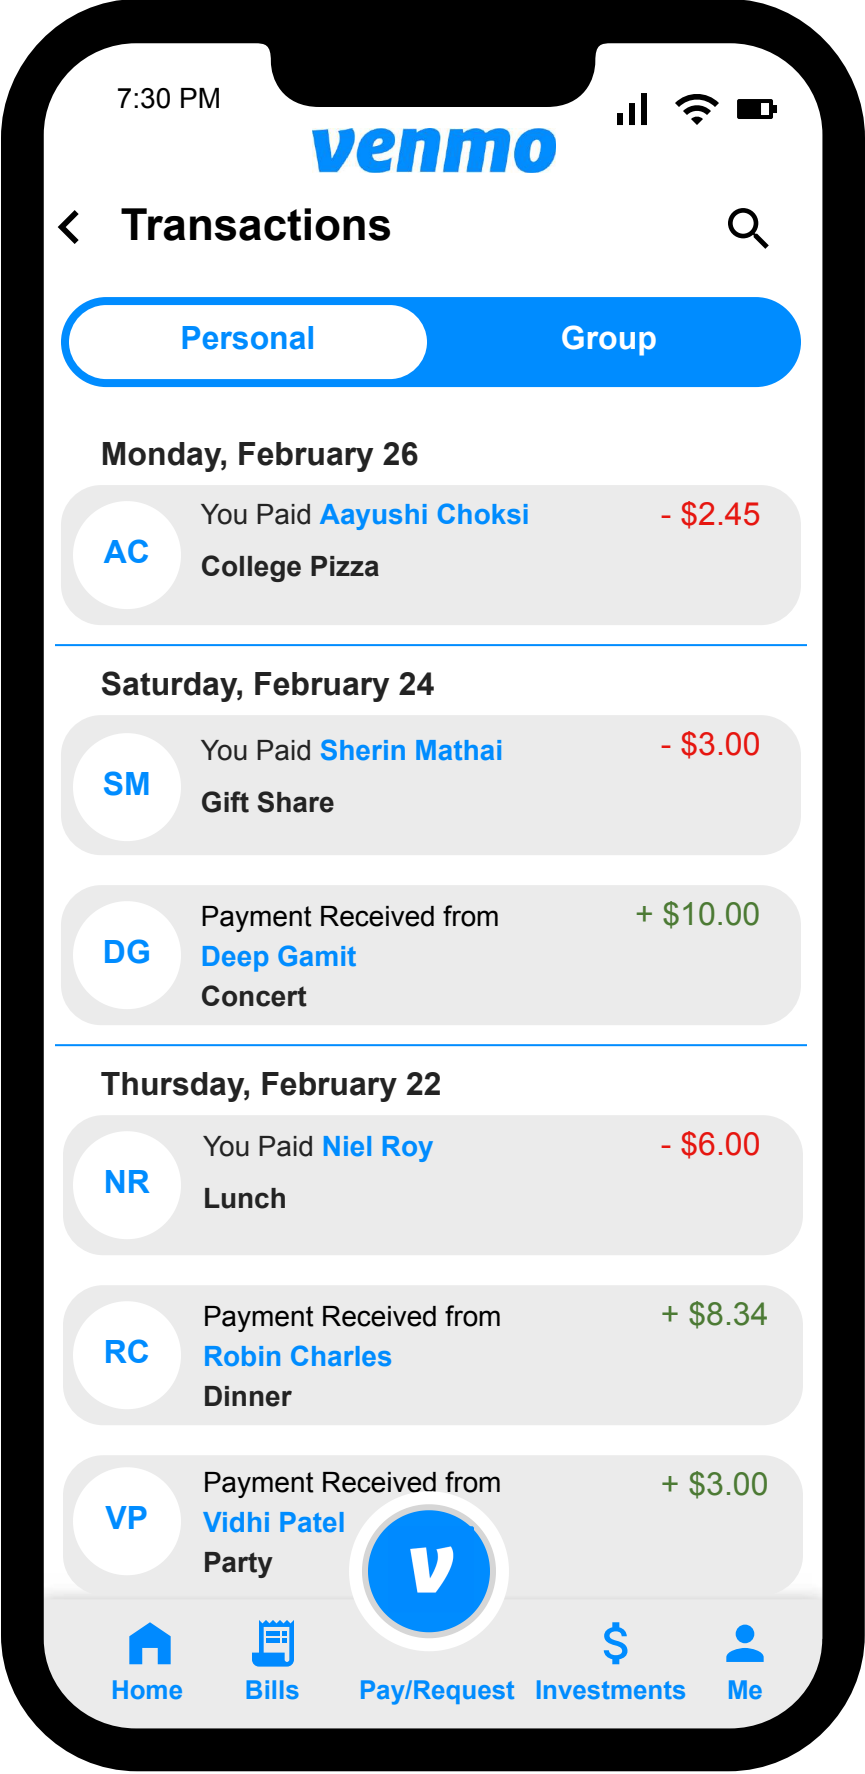 7:30 PM
venmo
Transactions
Personal Group
Monday, February 26
AC
You Paid Aayushi Choksi - $2.45
College Pizza
Saturday, February 24
SM
You Paid Sherin Mathai - $3.00
Gift Share
DG
Payment Received from + $10.00
Deep Gamit
Concert
Thursday, February 22
NR
You Paid Niel Roy - $6.00
Lunch
RC
Payment Received from + $8.34
Robin Charles
Dinner
VP
Payment Received from + $3.00
Vidhi Patel
Party
v
$
Home Bills Pay/Request Investments Me